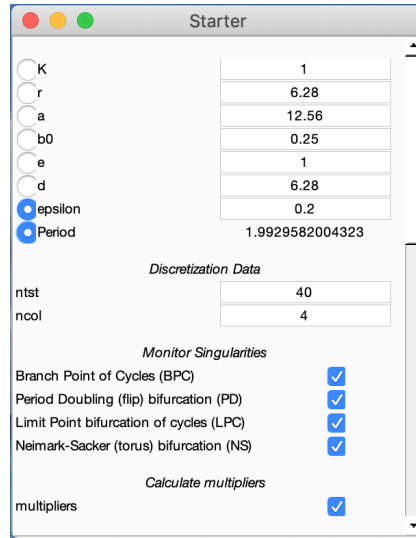 Starter
K 1
r 6.28
a 12.56
b0 0.25
e 1
d 6.28
epsilon 0.2
Period 1.9929582004323
Discretization Data
ntst 40
ncol 4
Monitor Singularities
Branch Point of Cycles (BPC)
Period Doubling (flip) bifurcation (PD)
Limit Point bifurcation of cycles (LPC)
Neimark-Sacker (torus) bifurcation (NS)
Calculate multipliers
multipliers